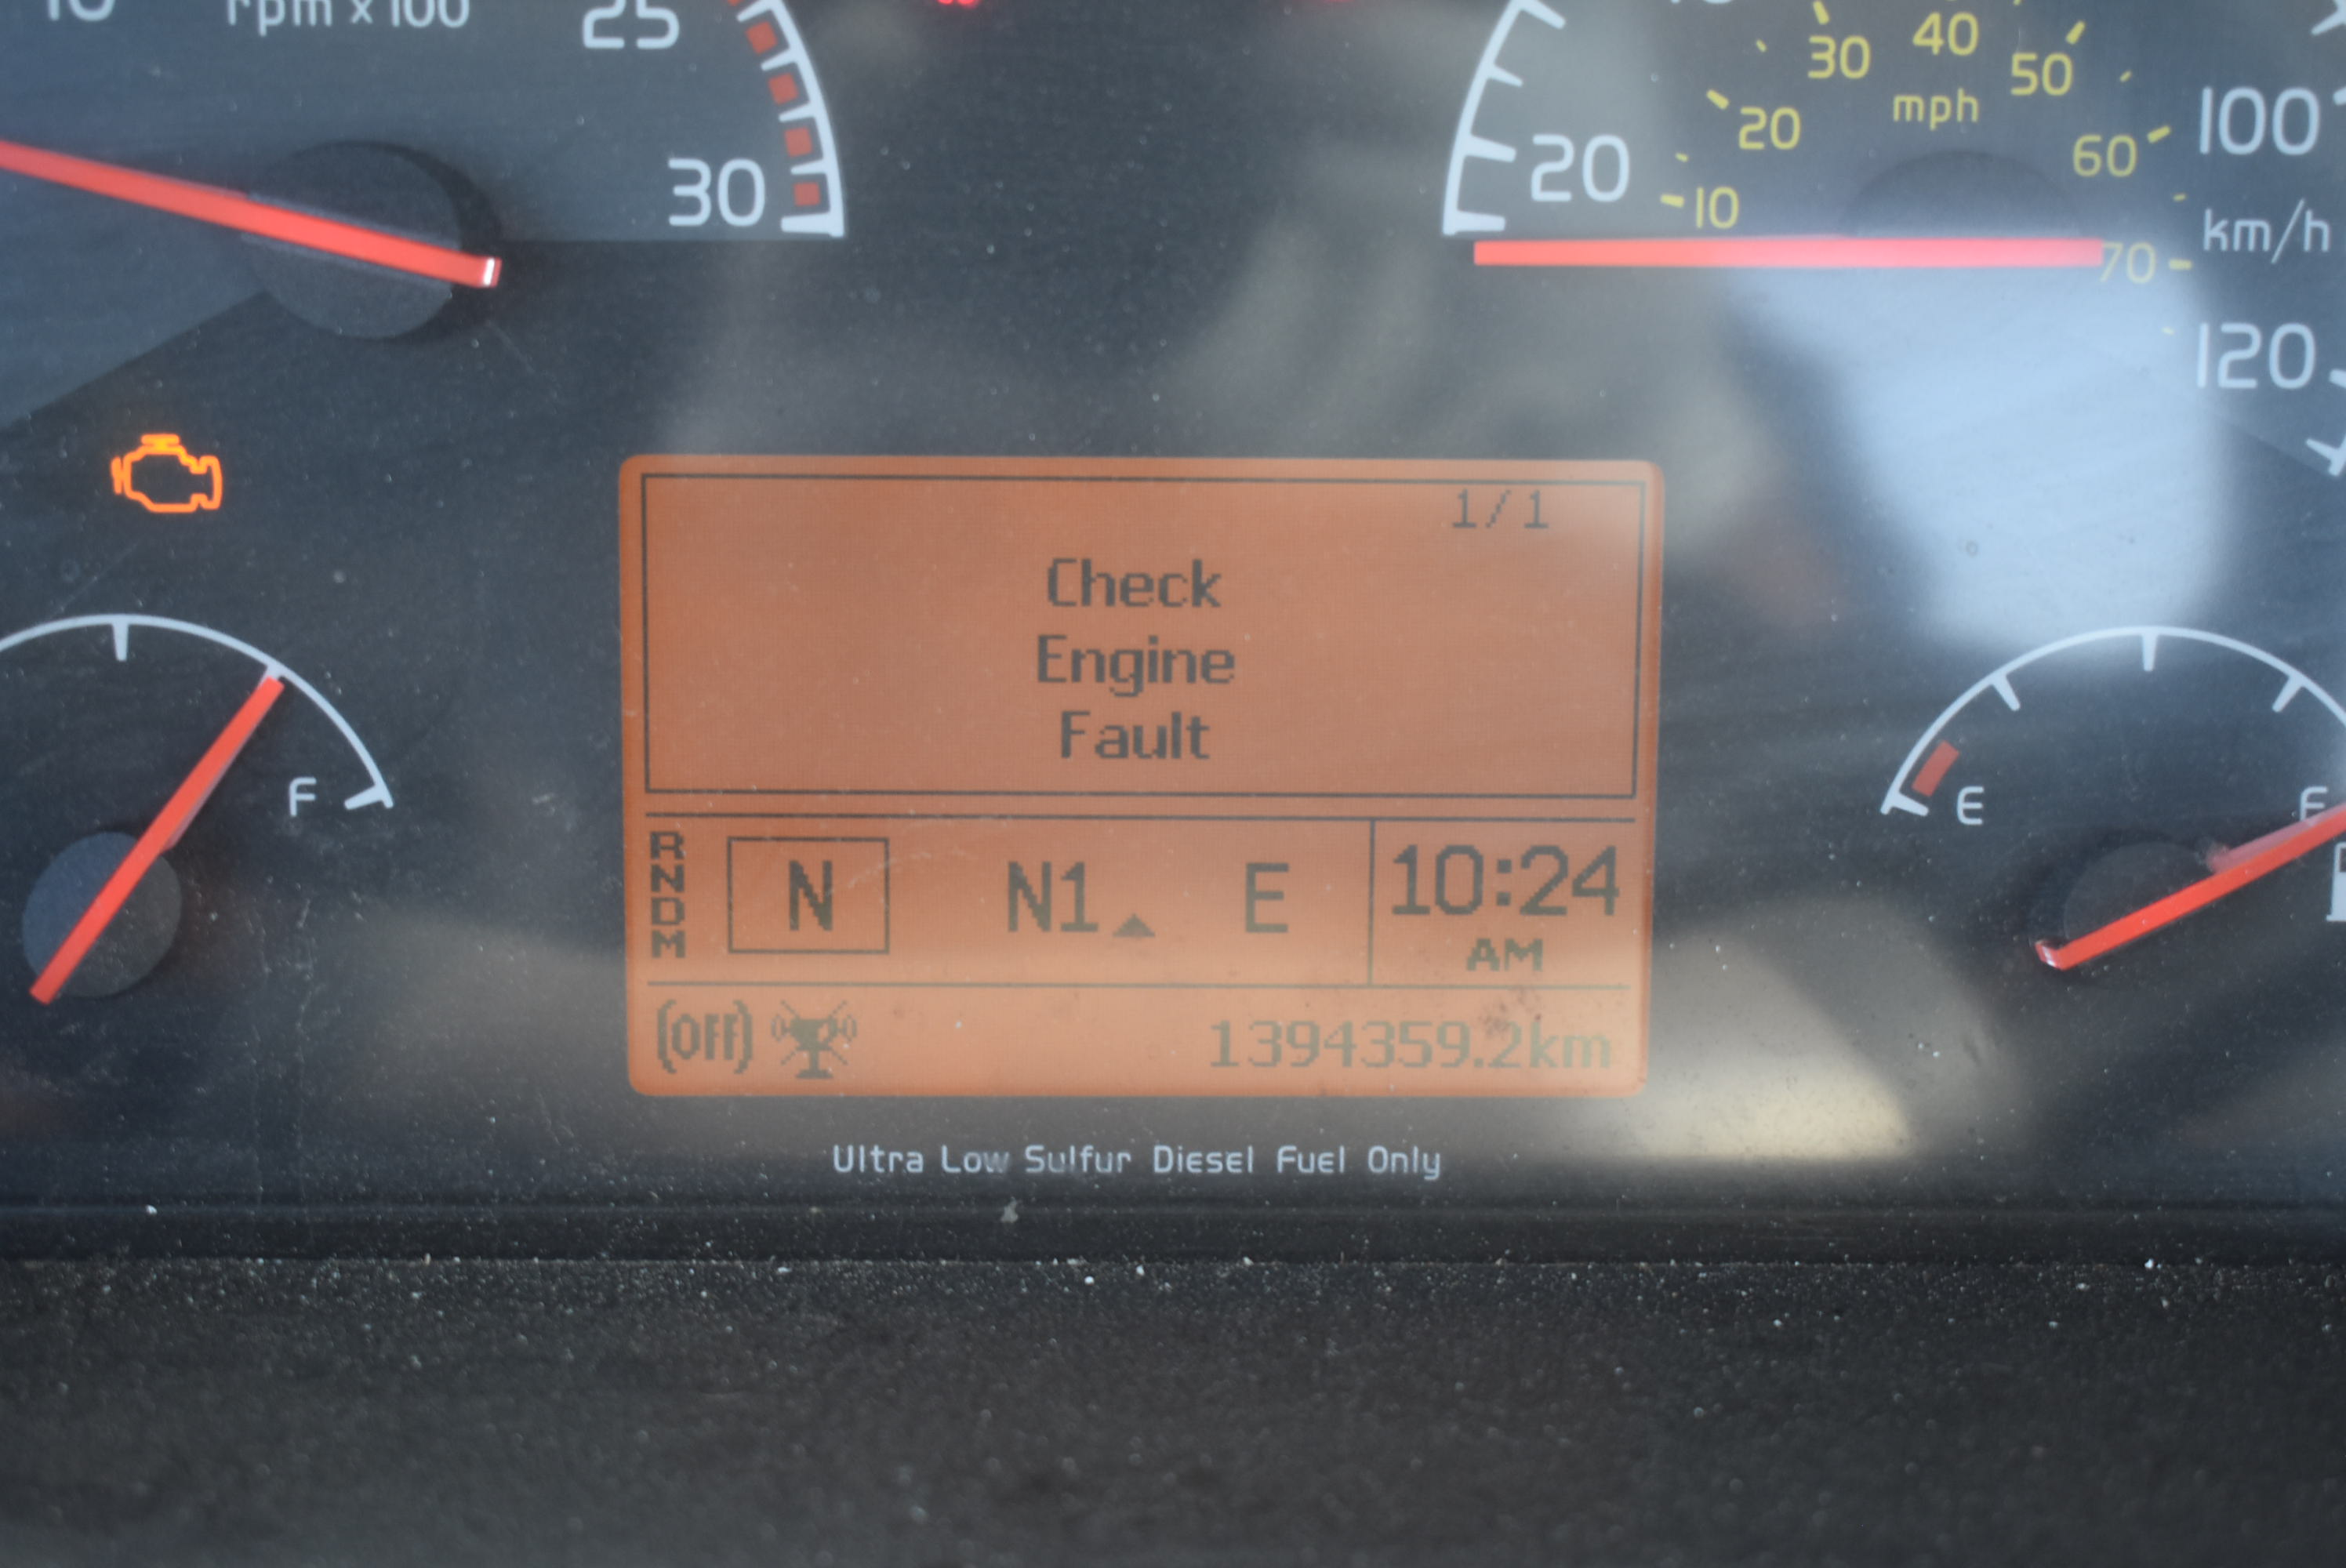 rpm x 100
25
30
20
10
20
30
40
50
60
70
mph
100
km/h
120
1/1
Check
Engine
Fault
F
E
R
N
D
M
N N1 E
10:24
AM
(OFF)
1394359.2km
Ultra Low Sulfur Diesel Fuel Only